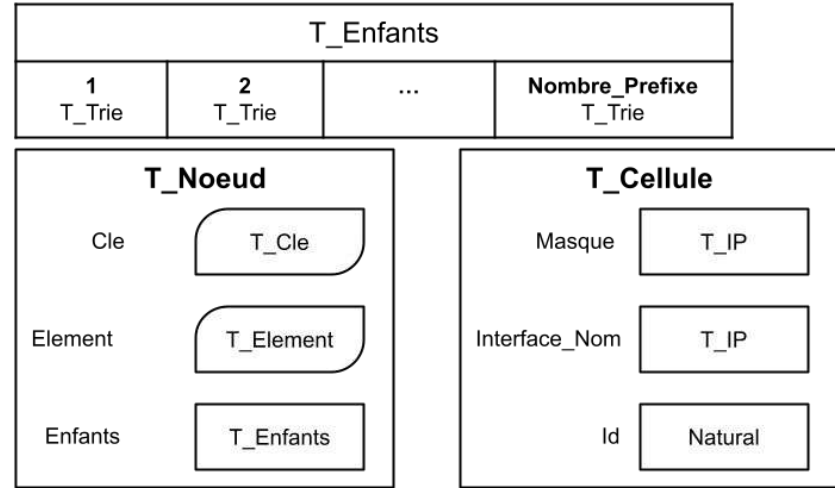 T_Enfants
1 2 ... Nombre_Prefixe
T_Trie T_Trie T_Trie
T_Noeud
Cle T_Cle
Element T_Element
Enfants T_Enfants
T_Cellule
Masque T_IP
Interface_Nom T_IP
Id Natural